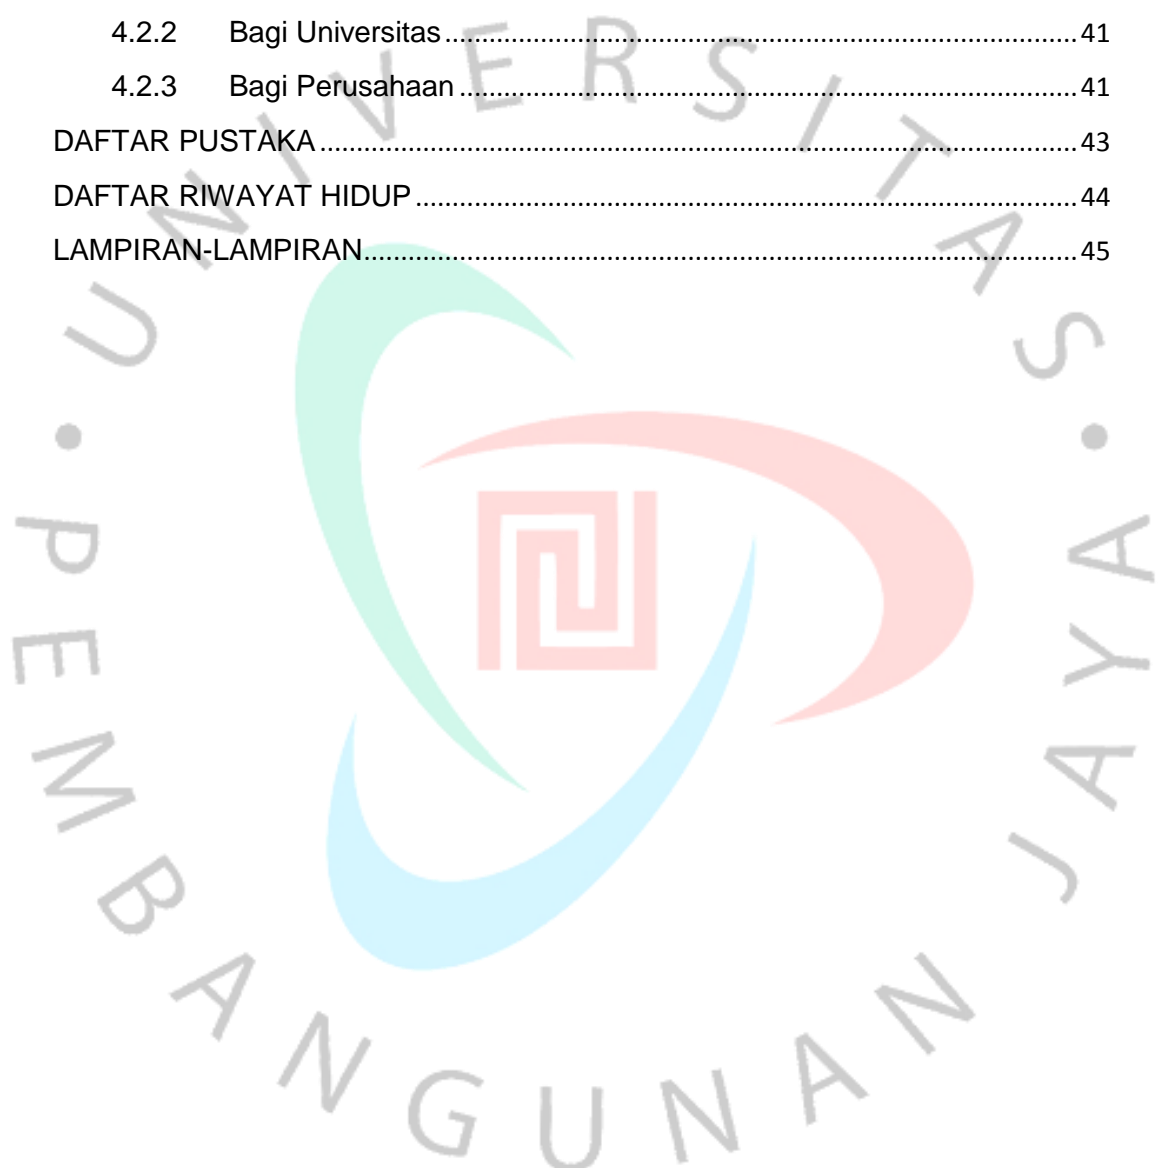 4.2.2 Bagi Universitas ........ 41
4.2.3 Bagi Perusahaan ........ 41
DAFTAR PUSTAKA ........ 43
DAFTAR RIWAYAT HIDUP ........ 44
LAMPIRAN-LAMPIRAN ........ 45
UNIVERSITAS • PEMBANGUNAN JAYA •